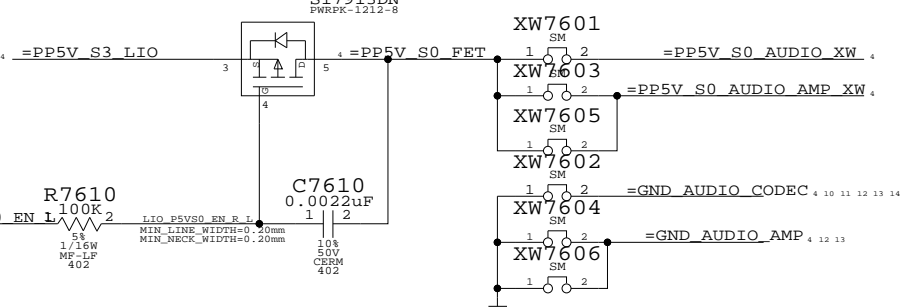 PWRPK-1212-8
4 =PP5V_S3_LIO
3
5
S
D
G
4
4 =PP5V_S0_FET
XW7601
SM
1 2
=PP5V_S0_AUDIO_XW 4
XW7603
SM
1 2
=PP5V_S0_AUDIO_AMP_XW 4
XW7605
SM
1 2
XW7602
SM
1 2
=GND_AUDIO_CODEC 4 10 11 12 13 14
XW7604
SM
1 2
=GND_AUDIO_AMP 4 12 13
XW7606
SM
1 2
R7610
EN_L 1 100K 2
5%
1/16W
MF-LF
402
LIO_P5VS0_EN_R_L
MIN_LINE_WIDTH=0.20mm
MIN_NECK_WIDTH=0.20mm
C7610
0.0022uF
1 2
10%
50V
CERM
402